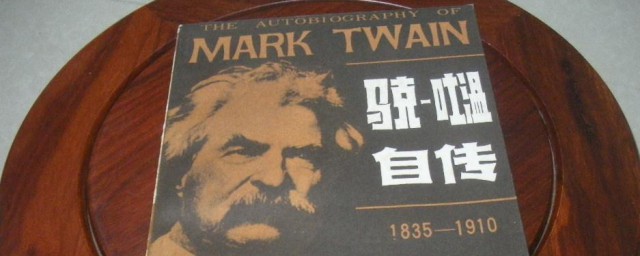 THE AUTOBIOGRAPHY OF
MARK TWAIN
马克-吐温
自传
1835—1910